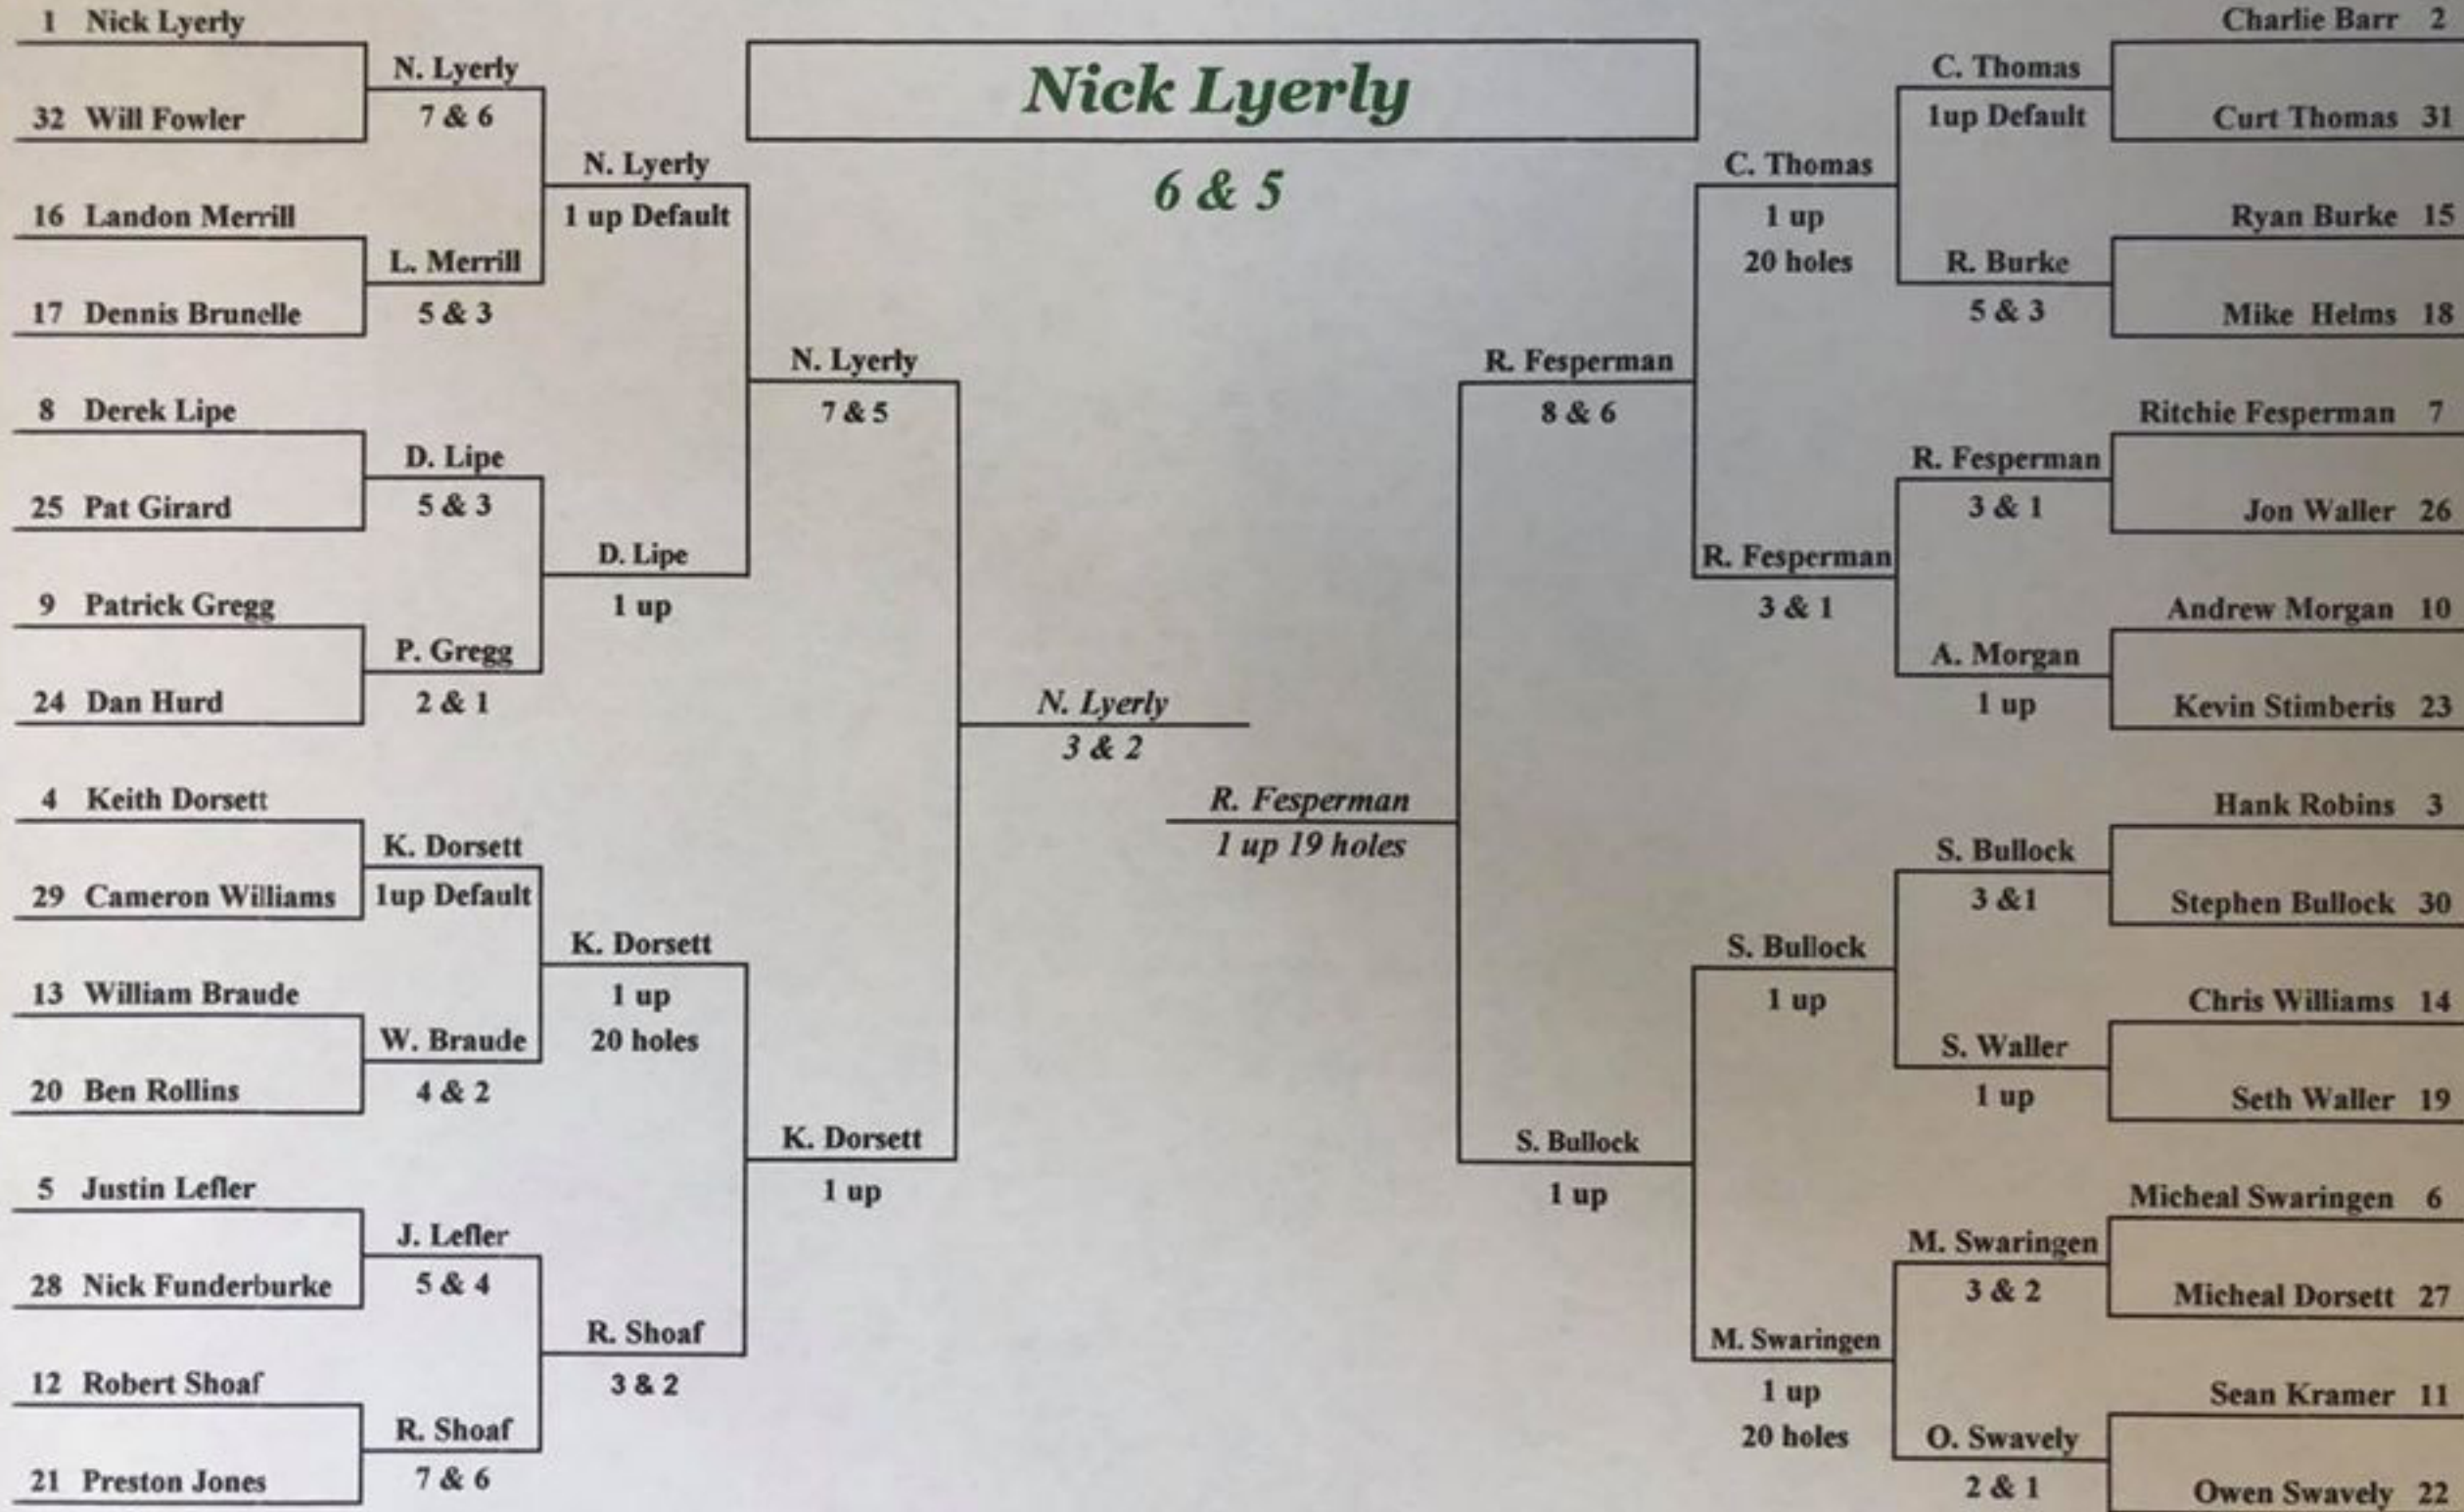 1 Nick Lyerly
32 Will Fowler
16 Landon Merrill
17 Dennis Brunelle
8 Derek Lipe
25 Pat Girard
9 Patrick Gregg
24 Dan Hurd
4 Keith Dorsett
29 Cameron Williams
13 William Braude
20 Ben Rollins
5 Justin Lefler
28 Nick Funderburke
12 Robert Shoaf
21 Preston Jones
N. Lyerly
7 & 6
L. Merrill
5 & 3
D. Lipe
5 & 3
P. Gregg
2 & 1
K. Dorsett
1up Default
W. Braude
4 & 2
J. Lefler
5 & 4
R. Shoaf
7 & 6
N. Lyerly
1 up Default
D. Lipe
1 up
K. Dorsett
1 up
20 holes
R. Shoaf
3 & 2
N. Lyerly
7 & 5
K. Dorsett
1 up
Nick Lyerly
6 & 5
N. Lyerly
3 & 2
R. Fesperman
1 up 19 holes
R. Fesperman
8 & 6
S. Bullock
1 up
C. Thomas
1 up
20 holes
R. Fesperman
3 & 1
S. Bullock
1 up
M. Swaringen
1 up
20 holes
C. Thomas
1up Default
R. Burke
5 & 3
R. Fesperman
3 & 1
A. Morgan
1 up
S. Bullock
3 &1
S. Waller
1 up
M. Swaringen
3 & 2
O. Swavely
2 & 1
Charlie Barr 2
Curt Thomas 31
Ryan Burke 15
Mike Helms 18
Ritchie Fesperman 7
Jon Waller 26
Andrew Morgan 10
Kevin Stimberis 23
Hank Robins 3
Stephen Bullock 30
Chris Williams 14
Seth Waller 19
Micheal Swaringen 6
Micheal Dorsett 27
Sean Kramer 11
Owen Swavely 22